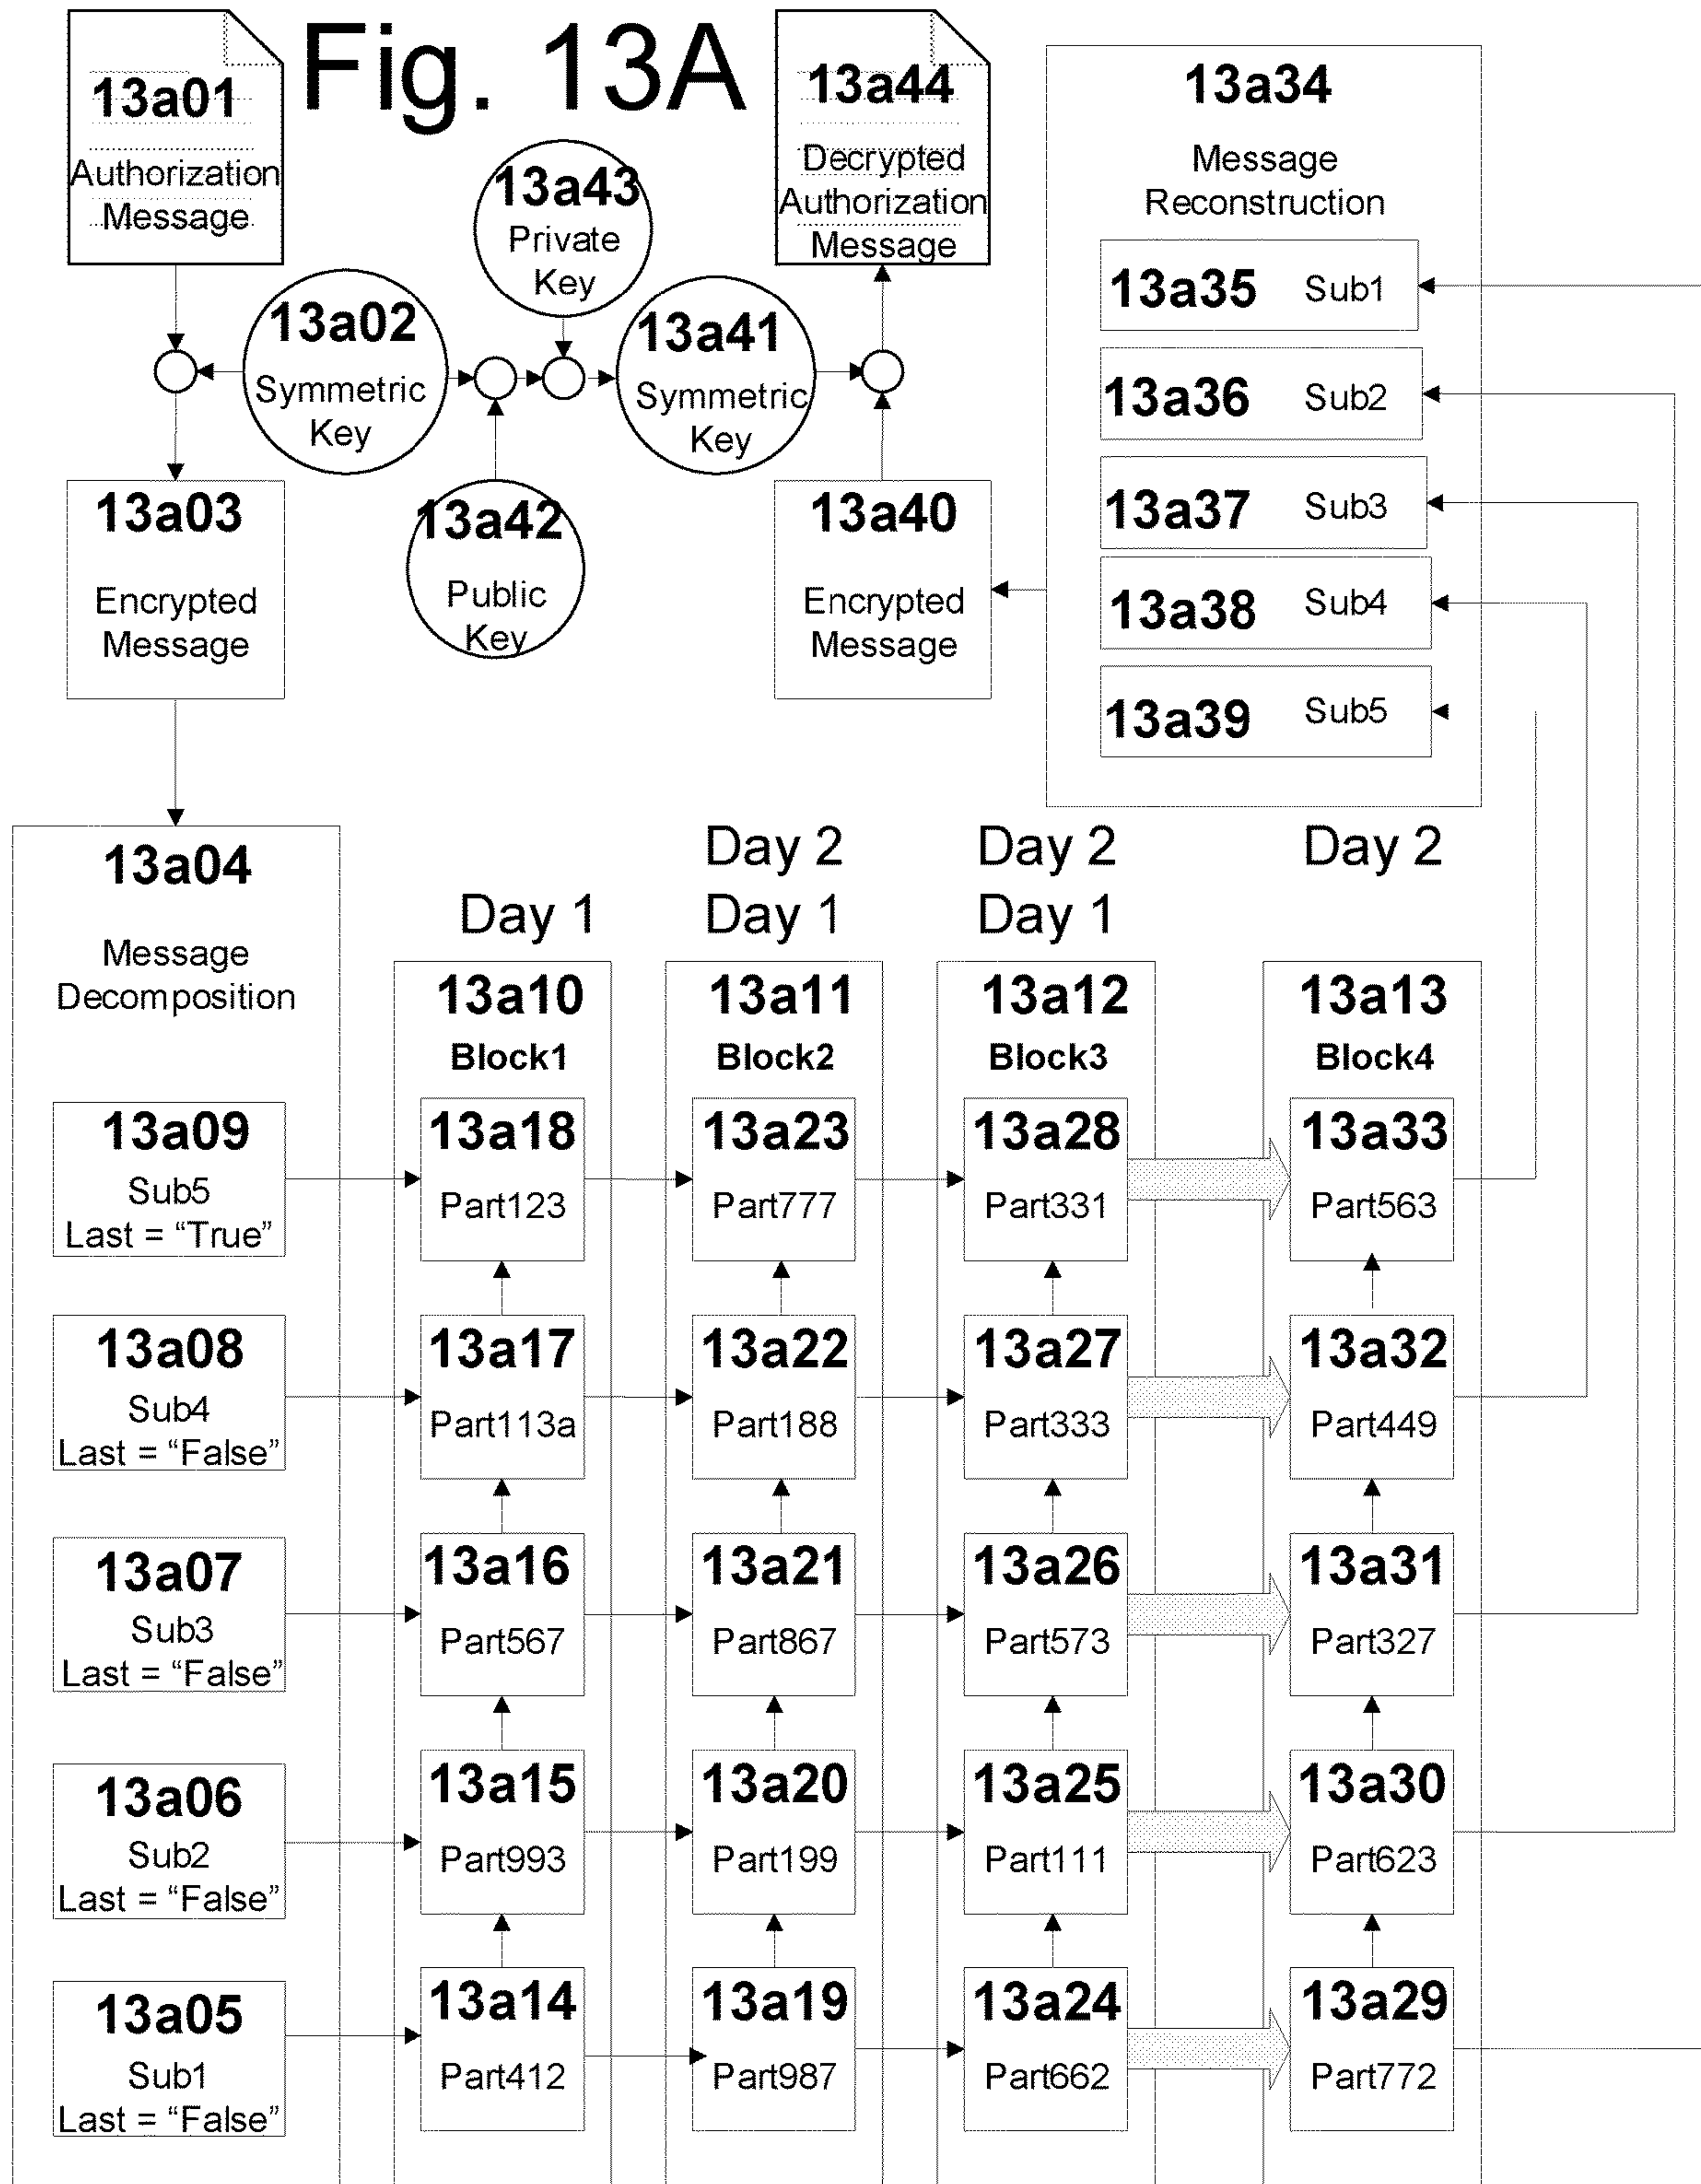 Fig. 13A
13a01
Authorization
Message
13a43
Private
Key
13a44
Decrypted
Authorization
Message
13a34
Message
Reconstruction
13a35 Sub1
13a36 Sub2
13a37 Sub3
13a38 Sub4
13a39 Sub5
13a02
Symmetric
Key
13a41
Symmetric
Key
13a03
Encrypted
Message
13a42
Public
Key
13a40
Encrypted
Message
13a04
Message
Decomposition
Day 1
Day 2
Day 1
Day 2
Day 1
Day 2
13a10
Block1
13a11
Block2
13a12
Block3
13a13
Block4
13a09
Sub5
Last = “True”
13a18
Part123
13a23
Part777
13a28
Part331
13a33
Part563
13a08
Sub4
Last = “False”
13a17
Part113a
13a22
Part188
13a27
Part333
13a32
Part449
13a07
Sub3
Last = “False”
13a16
Part567
13a21
Part867
13a26
Part573
13a31
Part327
13a06
Sub2
Last = “False”
13a15
Part993
13a20
Part199
13a25
Part111
13a30
Part623
13a05
Sub1
Last = “False”
13a14
Part412
13a19
Part987
13a24
Part662
13a29
Part772